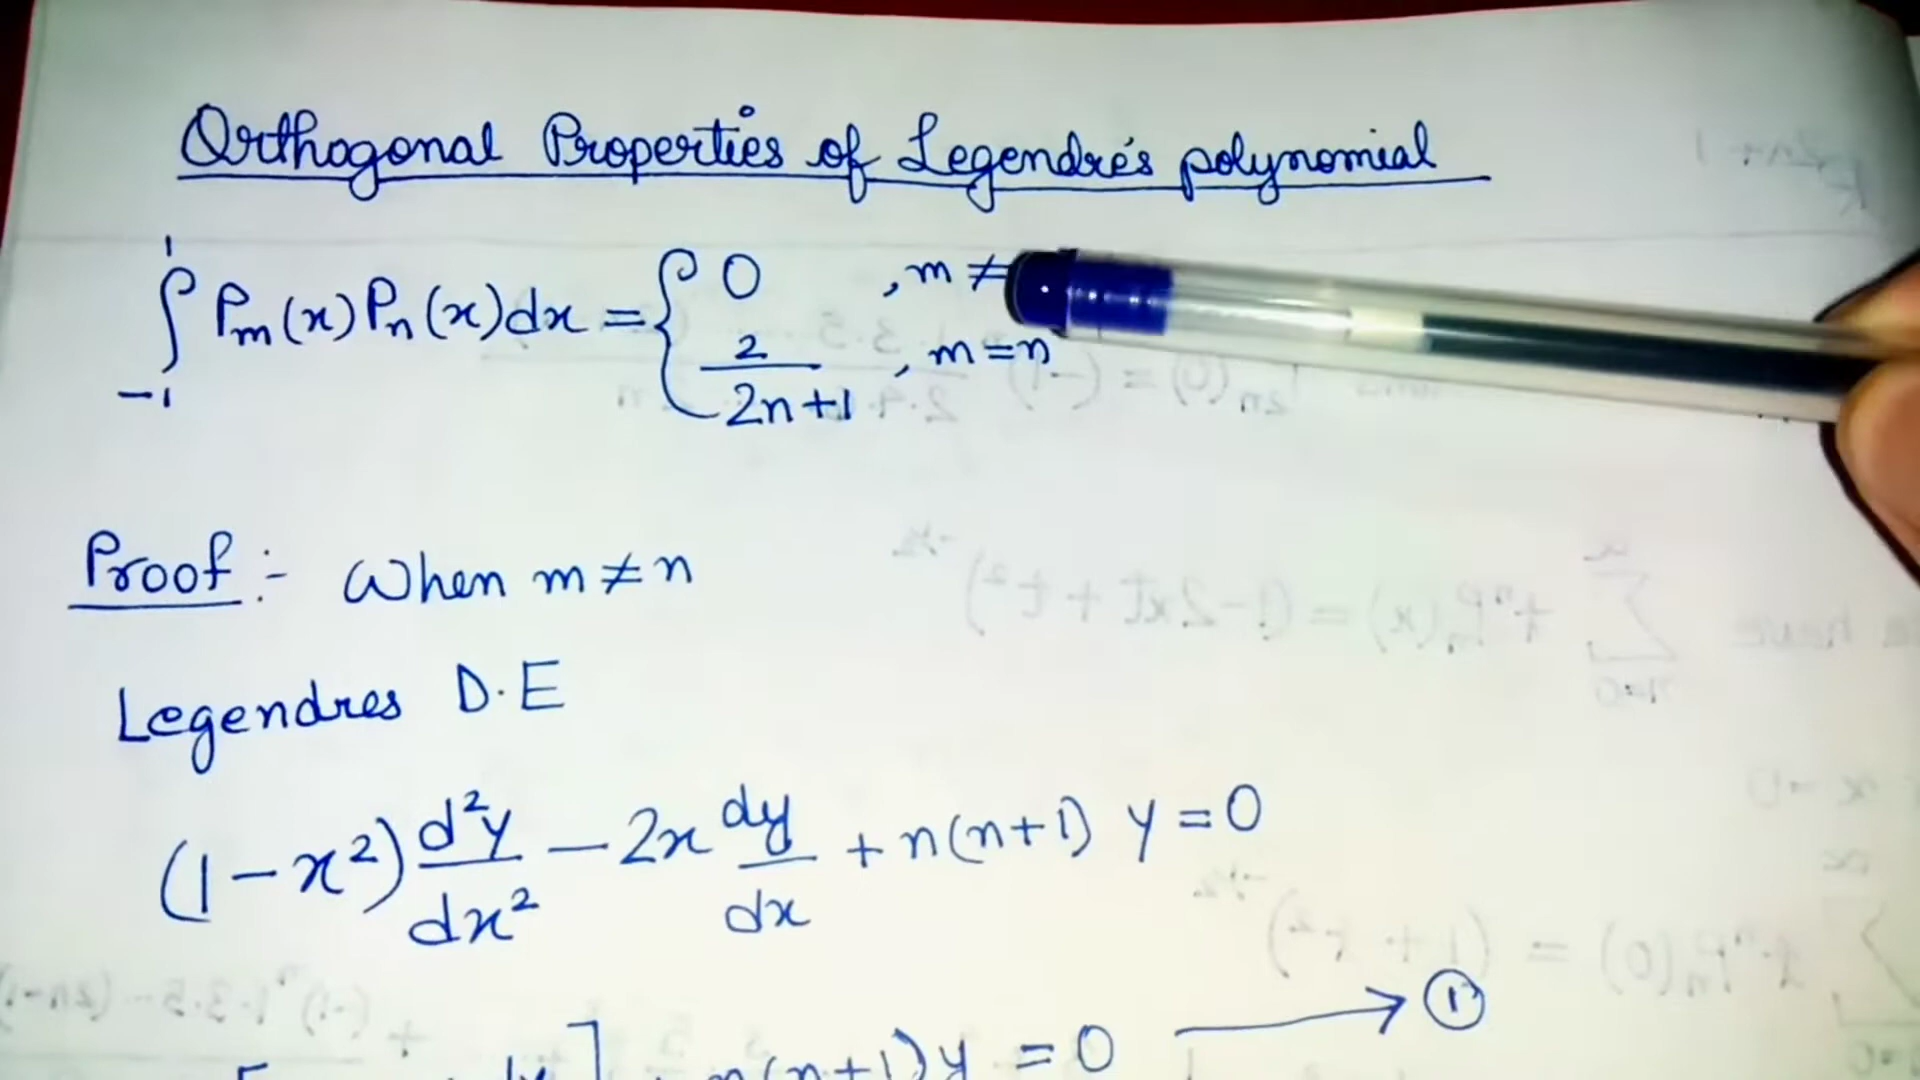 Orthogonal Properties of Legendre's polynomial
∫₋₁¹ Pm(x) Pn(x) dx = { 0 , m ≠
2/(2n+1) , m = n
Proof :- When m ≠ n
Legendres D.E
(1 - x²) d²y/dx² - 2x dy/dx + n(n+1) y = 0
n(n+1) y = 0 → ①